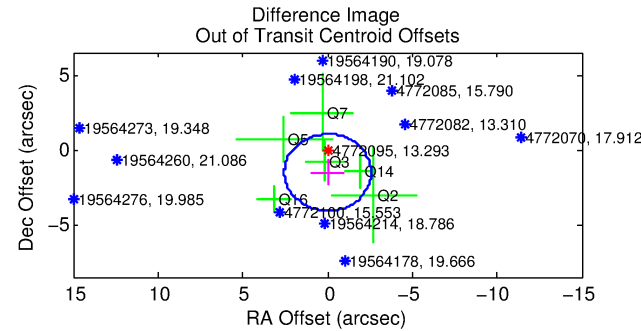 Difference Image
Out of Transit Centroid Offsets
19564190, 19.078
19564198, 21.102
4772085, 15.790
Q7
19564273, 19.348
4772082, 13.310
4772070, 17.912
Q5
4772095, 13.293
19564260, 21.086
Q3
Q14
19564276, 19.985
Q16
Q2
4772100, 15.553
19564214, 18.786
19564178, 19.666
5
0
−5
15
10
5
0
−5
−10
−15
Dec Offset (arcsec)
RA Offset (arcsec)